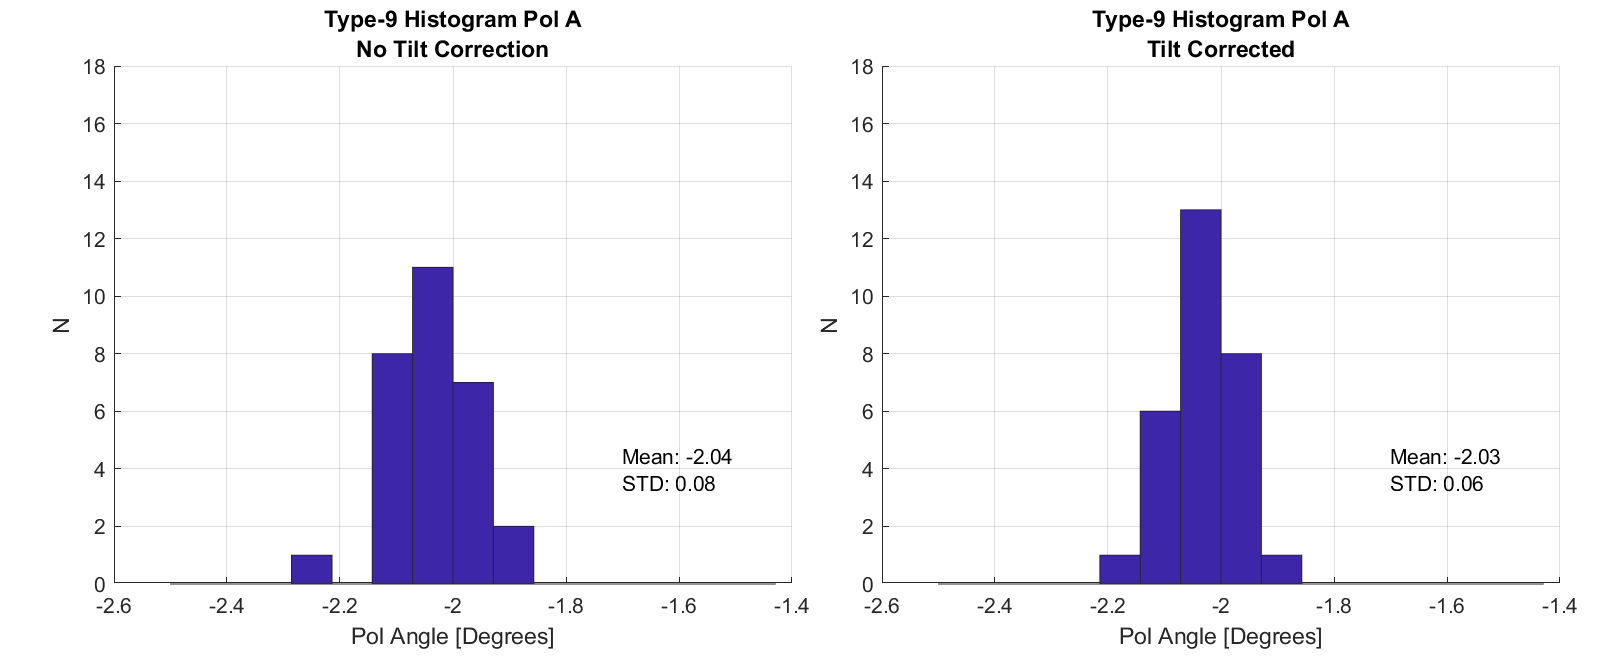 Type-9 Histogram Pol A
No Tilt Correction
18
16
14
12
10
8
6
4
2
0
N
Mean: -2.04
STD: 0.08
-2.6 -2.4 -2.2 -2 -1.8 -1.6 -1.4
Pol Angle [Degrees]
Type-9 Histogram Pol A
Tilt Corrected
18
16
14
12
10
8
6
4
2
0
N
Mean: -2.03
STD: 0.06
-2.6 -2.4 -2.2 -2 -1.8 -1.6 -1.4
Pol Angle [Degrees]